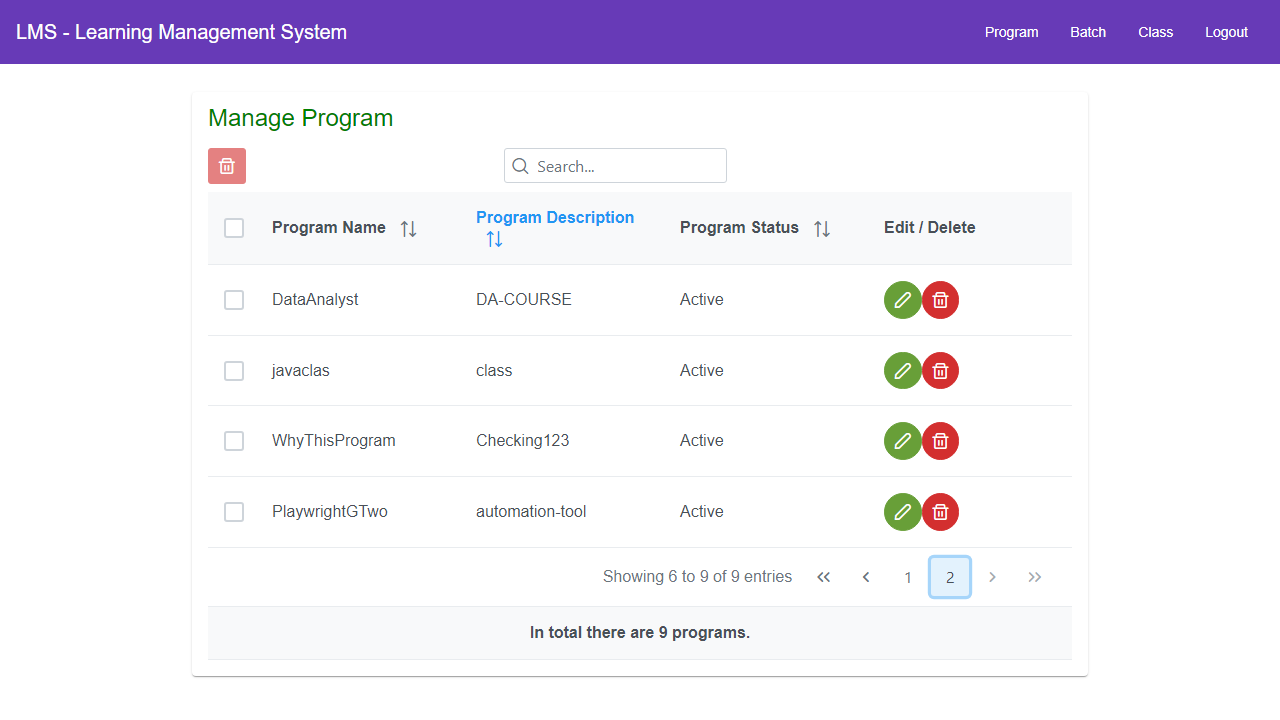 LMS - Learning Management System
Program Batch Class Logout
Manage Program
Search...
Program Name Program Description Program Status Edit / Delete
DataAnalyst DA-COURSE Active
javaclas class Active
WhyThisProgram Checking123 Active
PlaywrightGTwo automation-tool Active
Showing 6 to 9 of 9 entries 1 2
In total there are 9 programs.